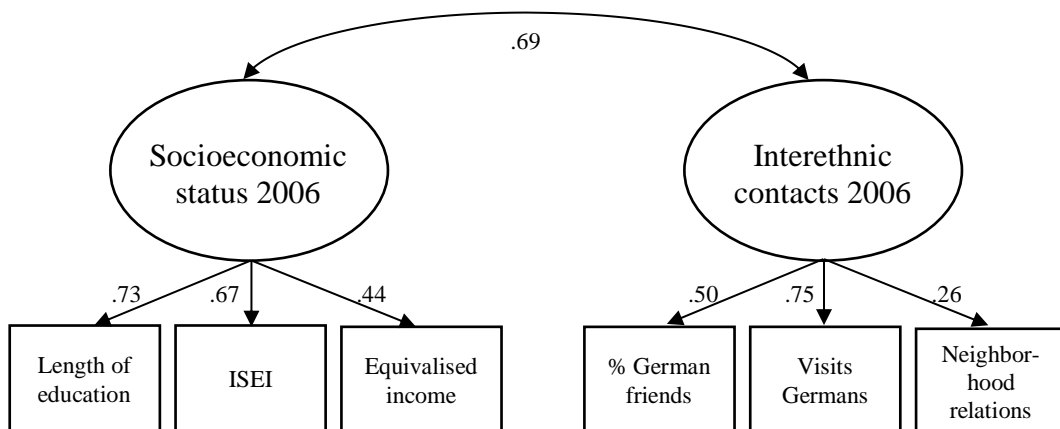 .69
Socioeconomic
status 2006
Interethnic
contacts 2006
.73
.67
.44
.50
.75
.26
Length of
education
ISEI
Equivalised
income
% German
friends
Visits
Germans
Neighbor-
hood
relations